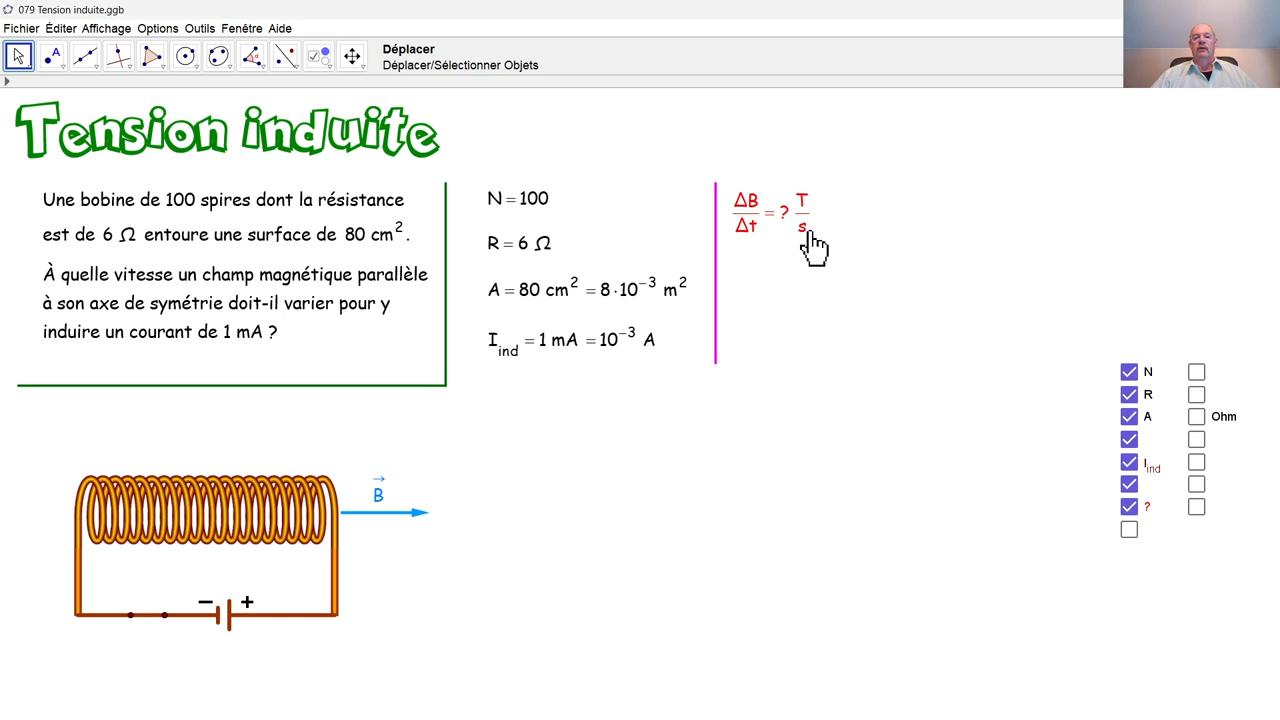 079 Tension induite.ggb
Fichier Éditer Affichage Options Outils Fenêtre Aide
A
Déplacer
Déplacer/Sélectionner Objets
Tension induite
Une bobine de 100 spires dont la résistance
est de 6 Ω entoure une surface de 80 cm².
À quelle vitesse un champ magnétique parallèle
à son axe de symétrie doit-il varier pour y
induire un courant de 1 mA ?
N = 100
R = 6 Ω
A = 80 cm² = 8·10⁻³ m²
I_ind = 1 mA = 10⁻³ A
ΔB/Δt = ? T/s
N
R
A Ohm
I_ind
?
B
− +